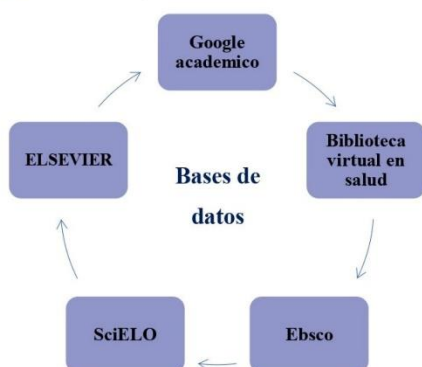 Google
academico
Biblioteca
virtual en
salud
Ebsco
SciELO
ELSEVIER
Bases de
datos